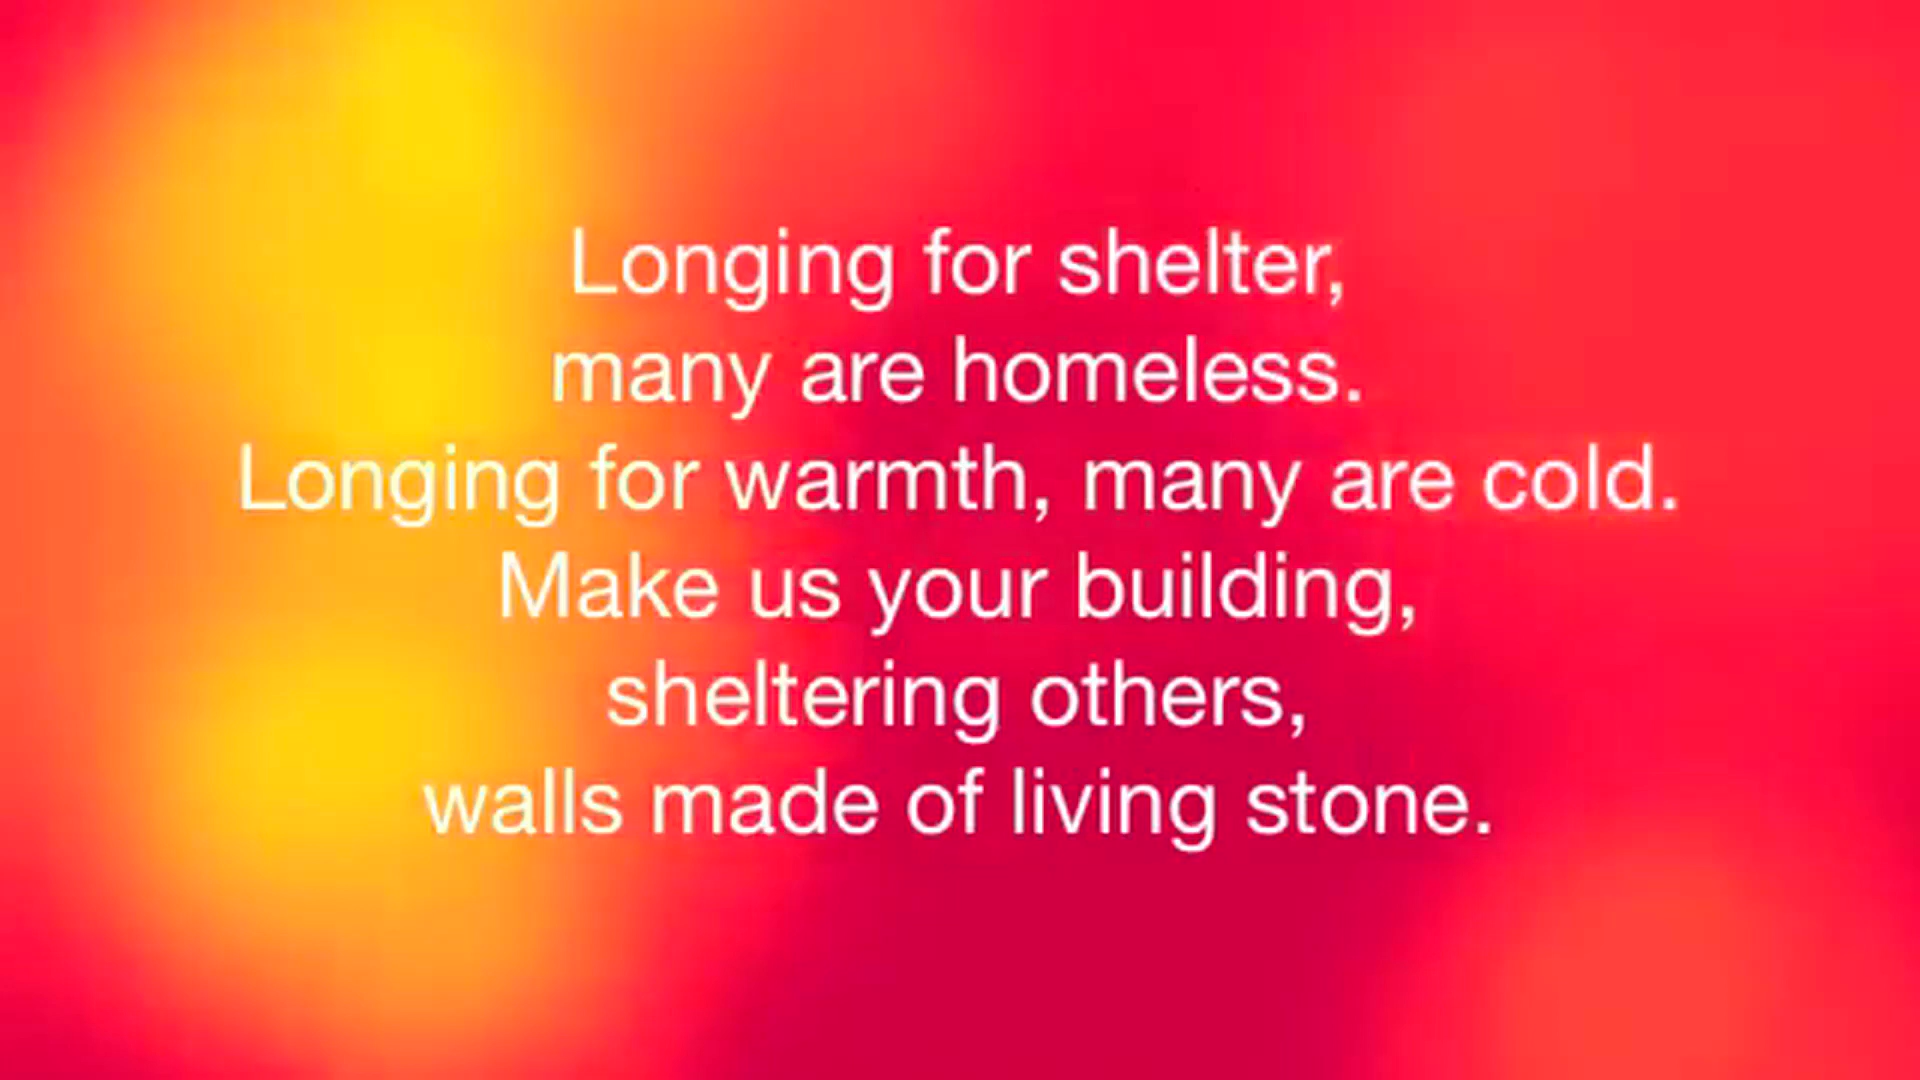 Longing for shelter,
many are homeless.
Longing for warmth, many are cold.
Make us your building,
sheltering others,
walls made of living stone.